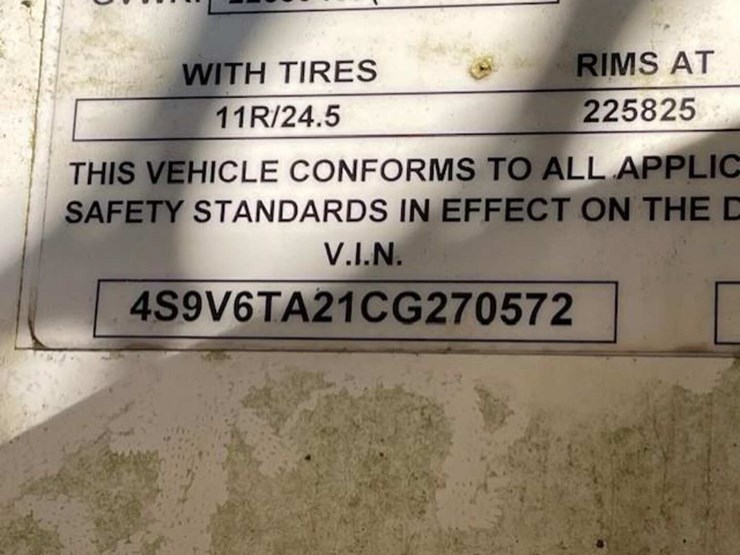 WITH TIRES RIMS AT
11R/24.5 225825
THIS VEHICLE CONFORMS TO ALL APPLIC
SAFETY STANDARDS IN EFFECT ON THE D
V.I.N.
4S9V6TA21CG270572